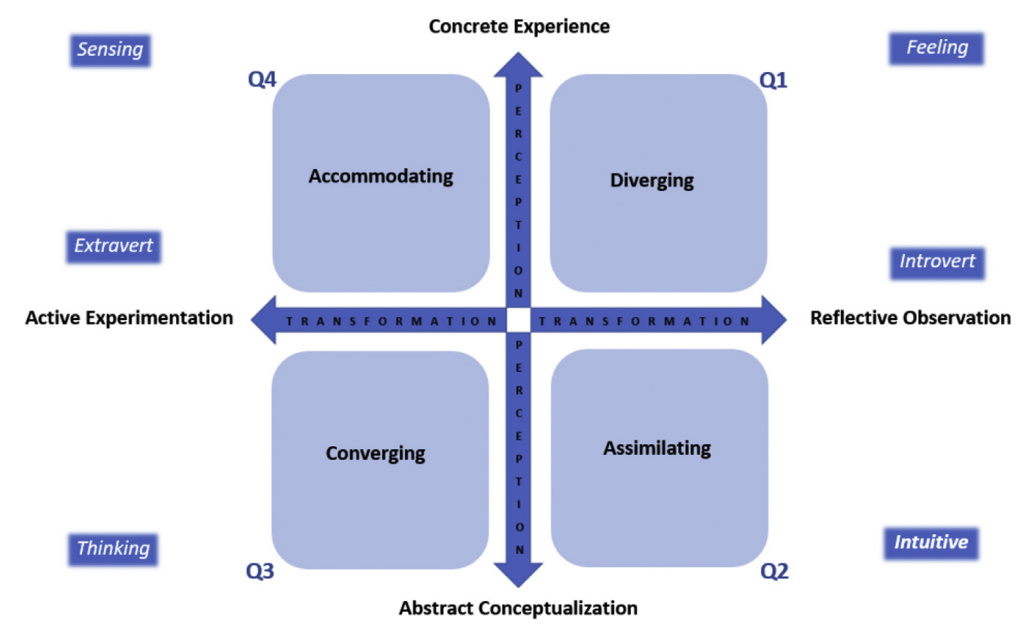 Concrete Experience
Sensing
Feeling
Q4
Q1
PERCEPTION
Accommodating
Diverging
Extravert
Introvert
Active Experimentation
TRANSFORMATION
TRANSFORMATION
Reflective Observation
PERCEPTION
Converging
Assimilating
Thinking
Intuitive
Q3
Q2
Abstract Conceptualization